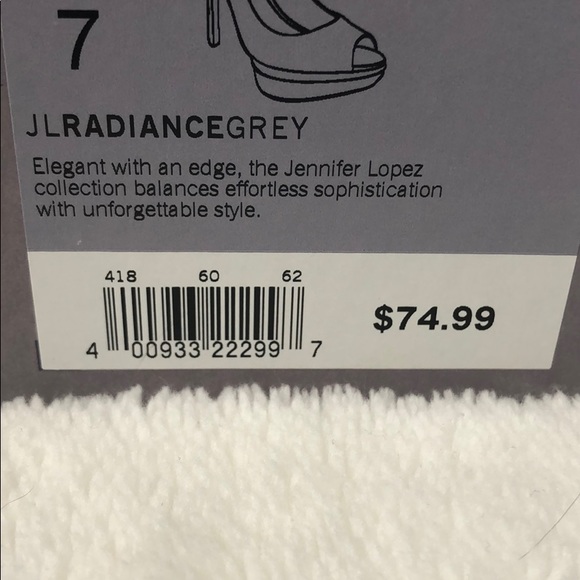 7
JLRADIANCEGREY
Elegant with an edge, the Jennifer Lopez
collection balances effortless sophistication
with unforgettable style.
418 60 62
$74.99
4 00933 22299 7